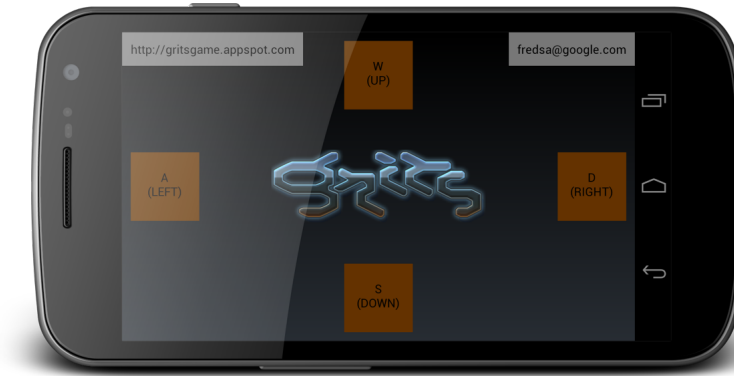 http://gritsgame.appspot.com
fredsa@google.com
W
(UP)
A
(LEFT)
grits
D
(RIGHT)
S
(DOWN)